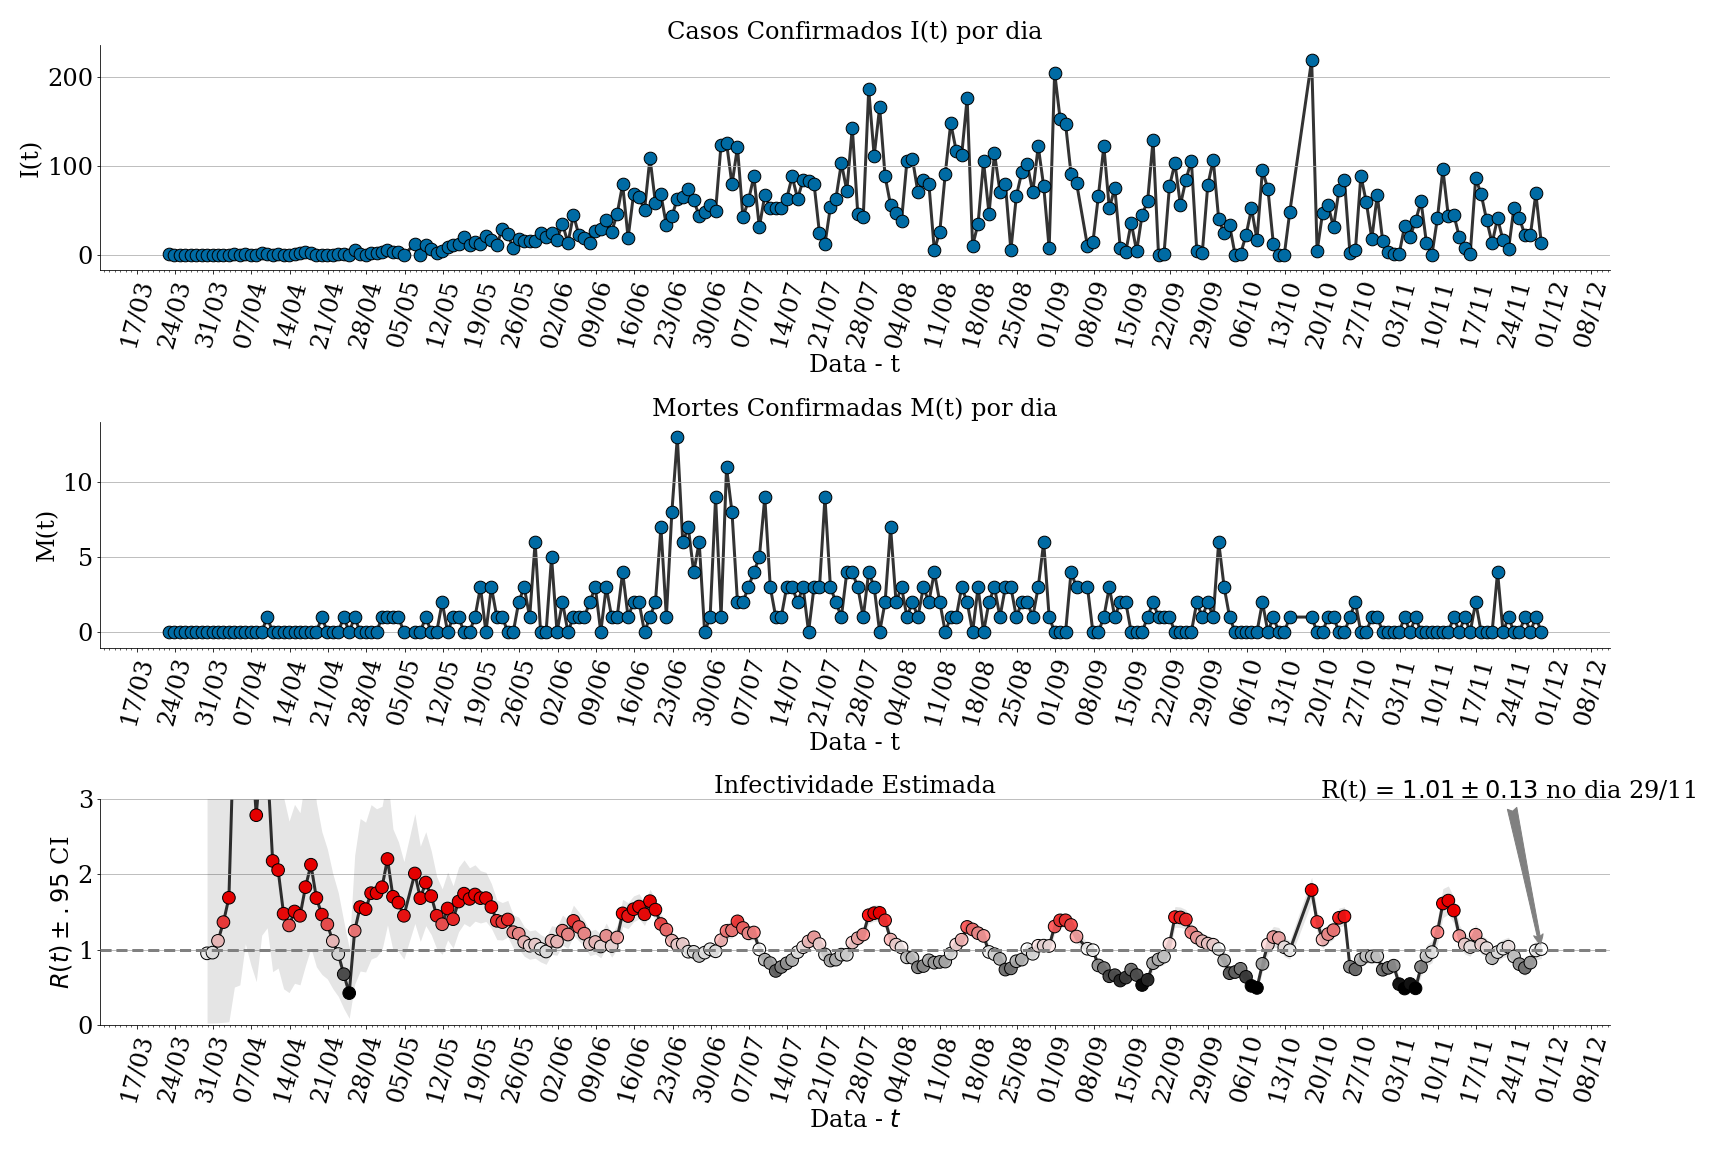 Casos Confirmados I(t) por dia
I(t)
200
100
0
17/03 24/03 31/03 07/04 14/04 21/04 28/04 05/05 12/05 19/05 26/05 02/06 09/06 16/06 23/06 30/06 07/07 14/07 21/07 28/07 04/08 11/08 18/08 25/08 01/09 08/09 15/09 22/09 29/09 06/10 13/10 20/10 27/10 03/11 10/11 17/11 24/11 01/12 08/12
Data - t
Mortes Confirmadas M(t) por dia
M(t)
10
5
0
17/03 24/03 31/03 07/04 14/04 21/04 28/04 05/05 12/05 19/05 26/05 02/06 09/06 16/06 23/06 30/06 07/07 14/07 21/07 28/07 04/08 11/08 18/08 25/08 01/09 08/09 15/09 22/09 29/09 06/10 13/10 20/10 27/10 03/11 10/11 17/11 24/11 01/12 08/12
Data - t
Infectividade Estimada
R(t) = 1.01 ± 0.13 no dia 29/11
R(t) ± .95 CI
3
2
1
0
17/03 24/03 31/03 07/04 14/04 21/04 28/04 05/05 12/05 19/05 26/05 02/06 09/06 16/06 23/06 30/06 07/07 14/07 21/07 28/07 04/08 11/08 18/08 25/08 01/09 08/09 15/09 22/09 29/09 06/10 13/10 20/10 27/10 03/11 10/11 17/11 24/11 01/12 08/12
Data - t